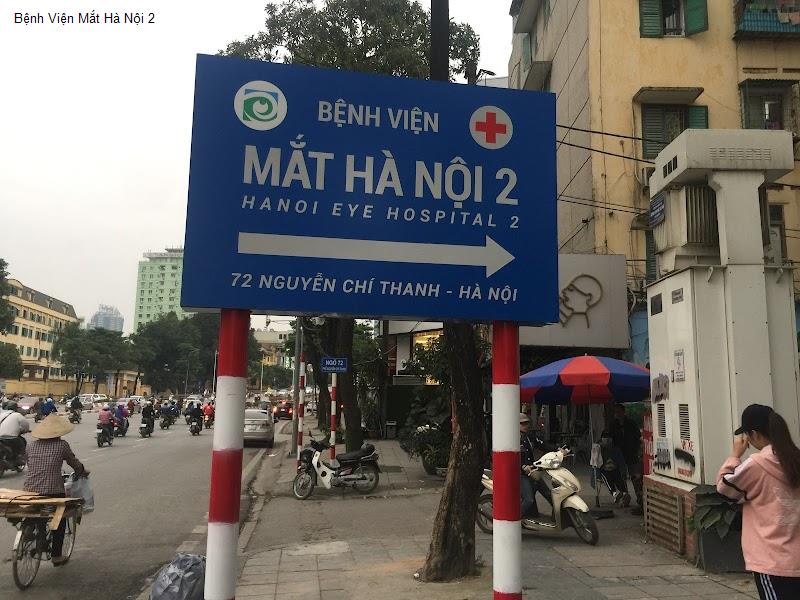 Bệnh Viện Mắt Hà Nội 2
BỆNH VIỆN
MẮT HÀ NỘI 2
HANOI EYE HOSPITAL 2
72 NGUYỄN CHÍ THANH - HÀ NỘI
NGÕ 72